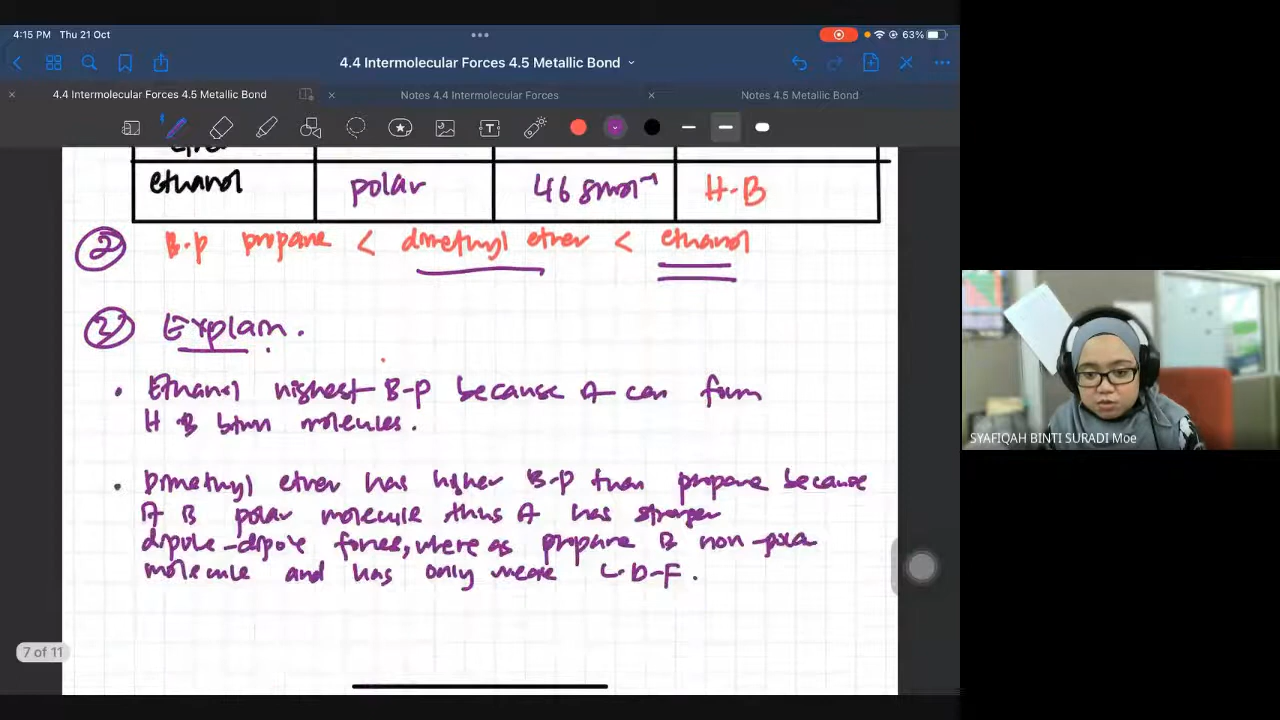 4:15 PM Thu 21 Oct
63%
4.4 Intermolecular Forces 4.5 Metallic Bond
4.4 Intermolecular Forces 4.5 Metallic Bond
Notes 4.4 Intermolecular Forces
Notes 4.5 Metallic Bond
ethanol polar 46 gmol⁻¹ H-B
② B.p propane < dimethyl ether < ethanol
② Explain.
• Ethanol highest B-p because it can form
H B btwn molecules.
• Dimethyl ether has higher B-p than propane because
it is polar molecule thus it has stronger
dipole-dipole forces, where as propane is non-polar
molecule and has only weak L-D-F.
7 of 11
SYAFIQAH BINTI SURADI Moe